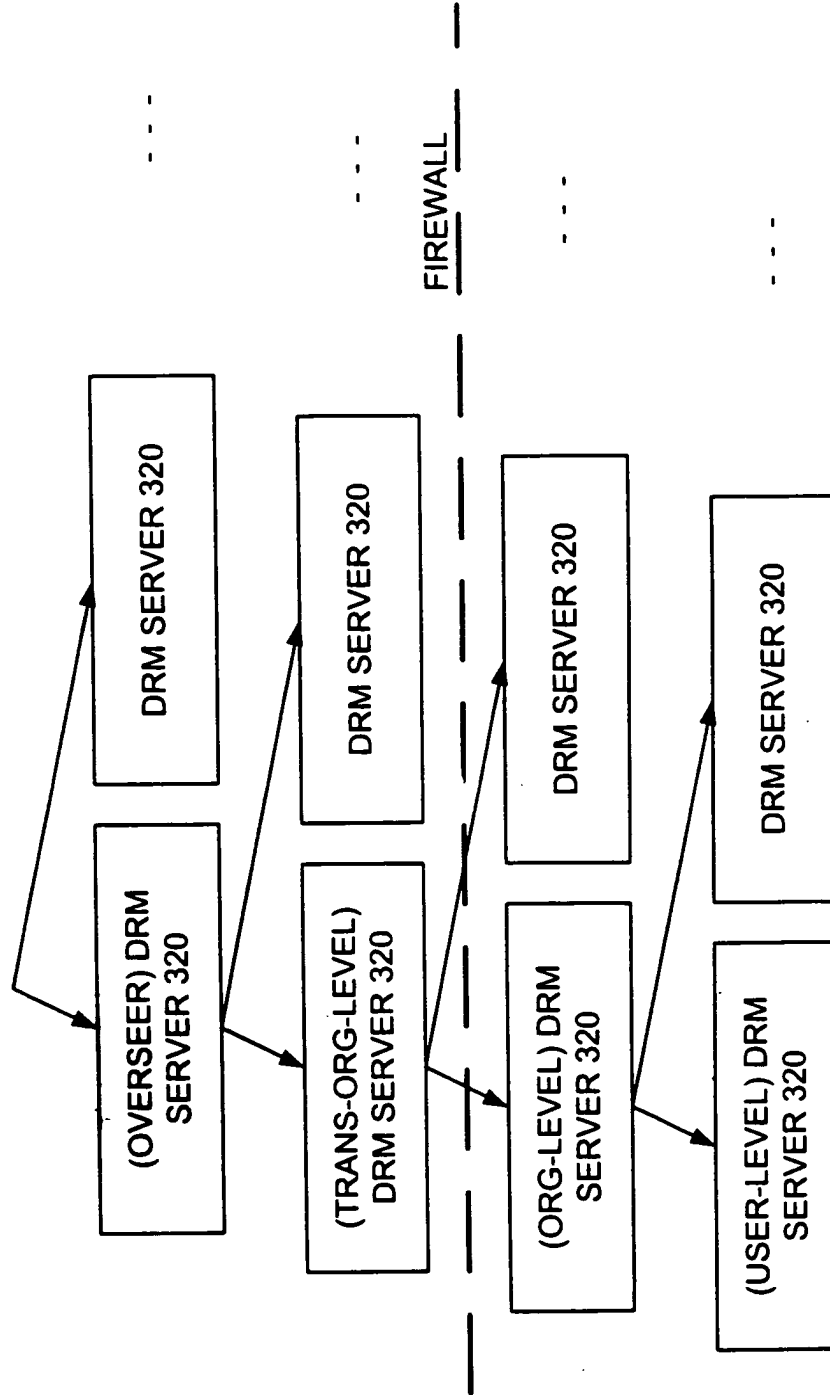 (OVERSEER) DRM
SERVER 320
DRM SERVER 320
(TRANS-ORG-LEVEL)
DRM SERVER 320
DRM SERVER 320
FIREWALL
(ORG-LEVEL) DRM
SERVER 320
DRM SERVER 320
(USER-LEVEL) DRM
SERVER 320
DRM SERVER 320